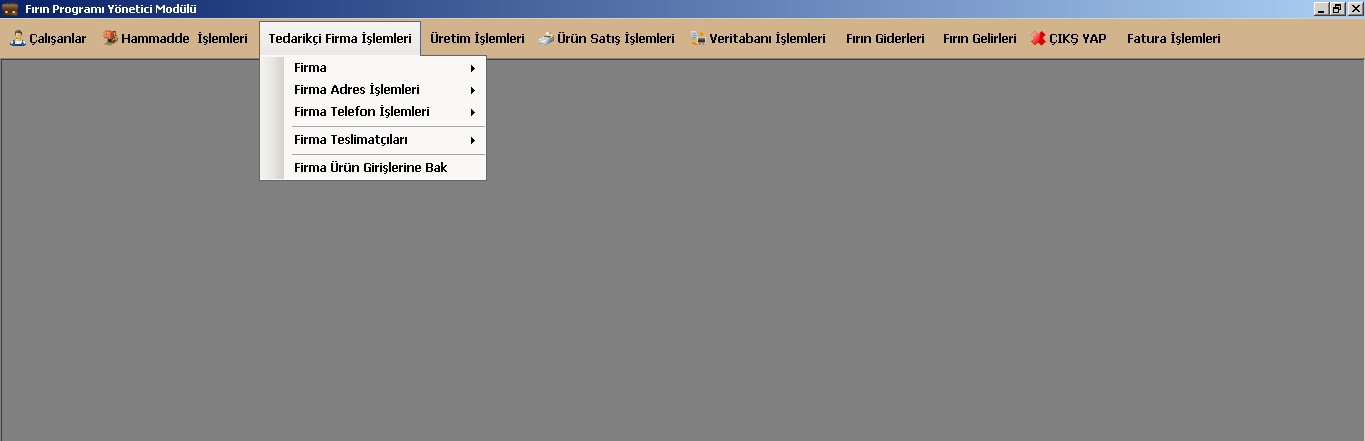 Fırın Programı Yönetici Modülü
Çalışanlar Hammadde İşlemleri Tedarikçi Firma İşlemleri Üretim İşlemleri Ürün Satış İşlemleri Veritabanı İşlemleri Fırın Giderleri Fırın Gelirleri ÇIKŞ YAP Fatura İşlemleri
Firma
Firma Adres İşlemleri
Firma Telefon İşlemleri
Firma Teslimatçıları
Firma Ürün Girişlerine Bak